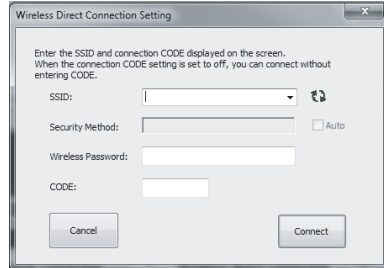 Wireless Direct Connection Setting
Enter the SSID and connection CODE displayed on the screen.
When the connection CODE setting is set to off, you can connect without
entering CODE.
SSID:
Security Method:
Auto
Wireless Password:
CODE:
Cancel
Connect